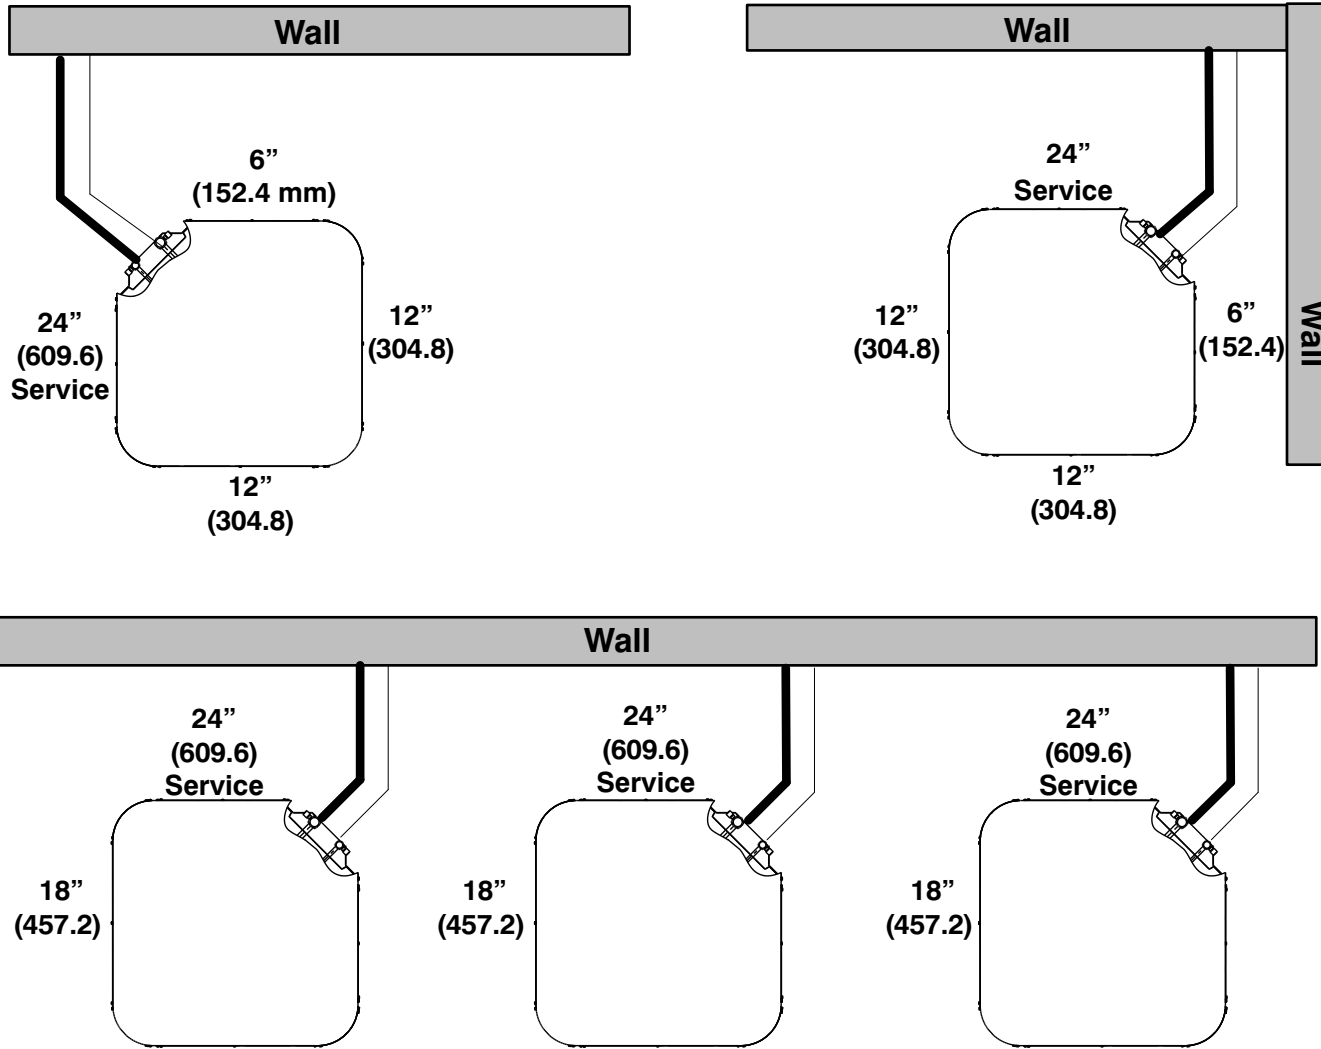 Wall
6”
(152.4 mm)
24”
(609.6)
Service
12”
(304.8)
12”
(304.8)
Wall
24”
Service
12”
(304.8)
6”
(152.4)
Wall
12”
(304.8)
Wall
24”
(609.6)
Service
18”
(457.2)
24”
(609.6)
Service
18”
(457.2)
24”
(609.6)
Service
18”
(457.2)